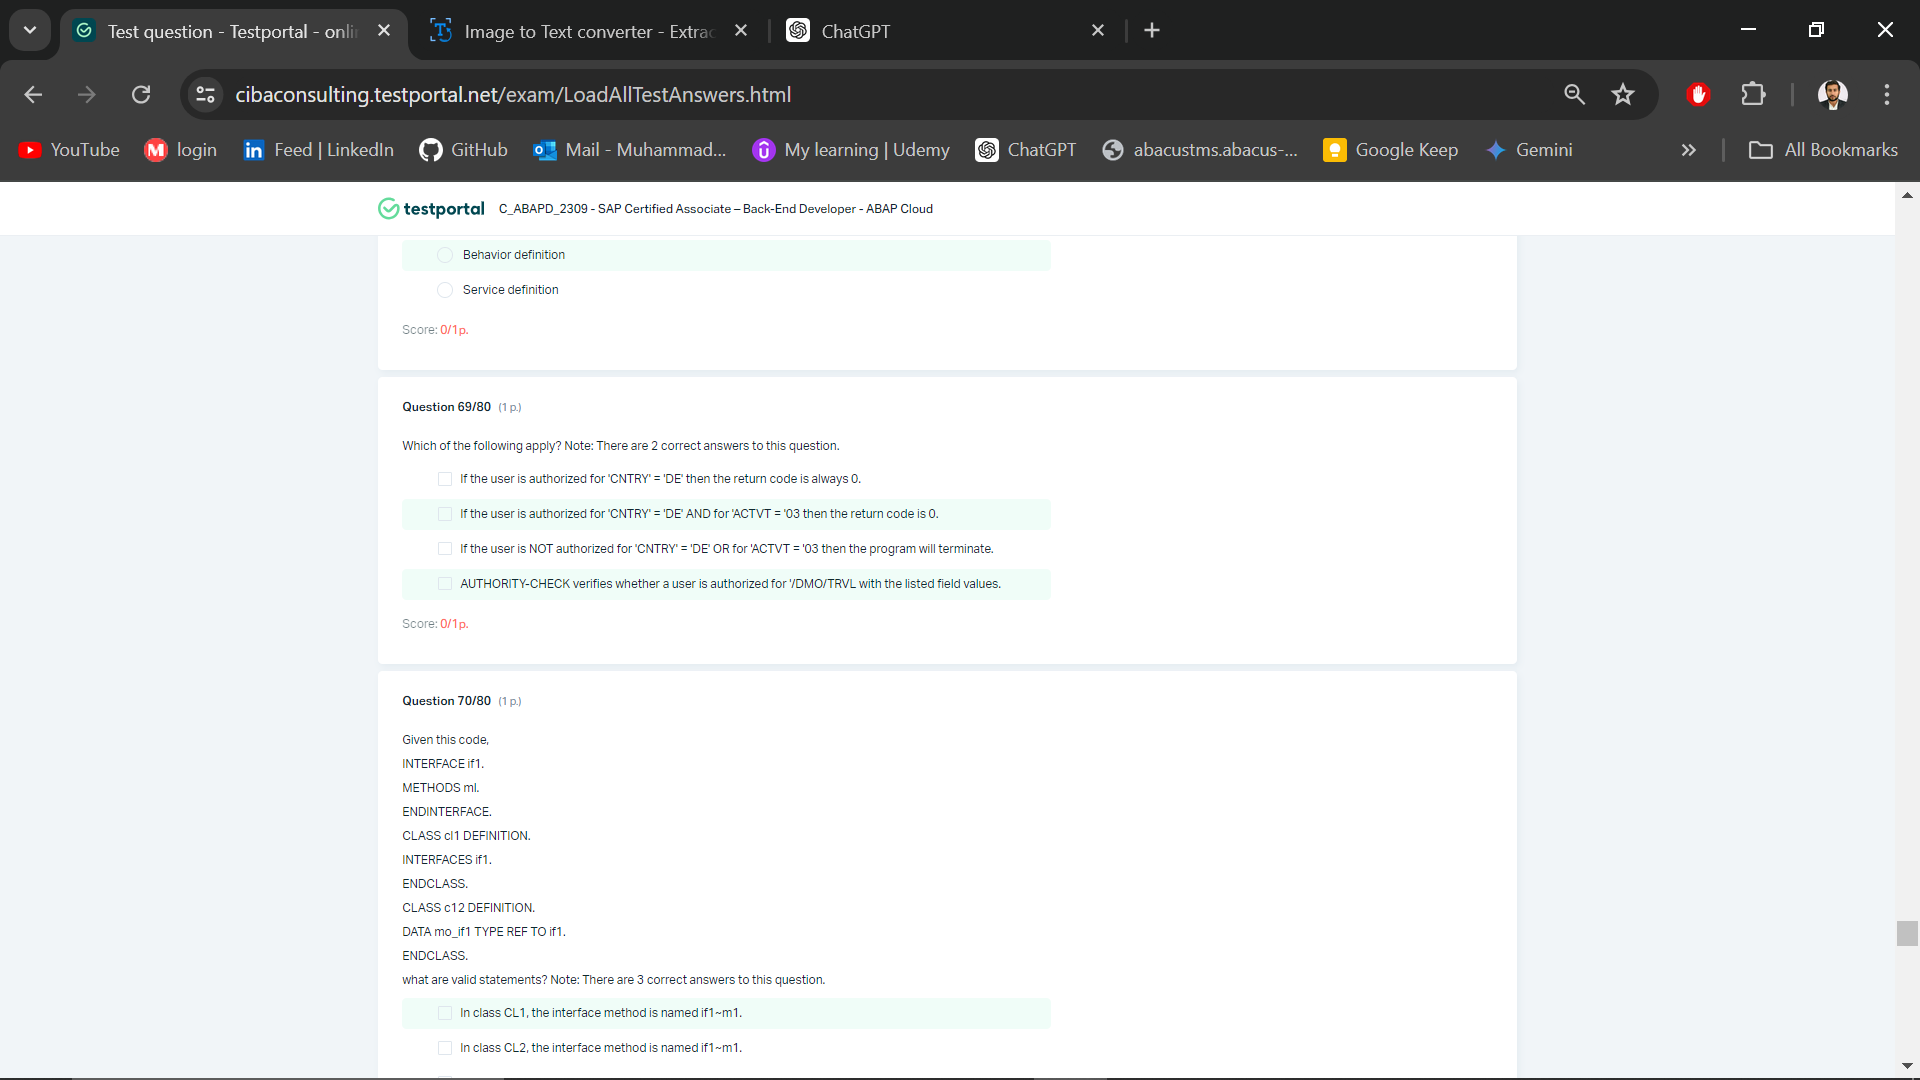 Test question - Testportal - onli
Image to Text converter - Extrac
ChatGPT
cibaconsulting.testportal.net/exam/LoadAllTestAnswers.html
YouTube
login
Feed | LinkedIn
GitHub
Mail - Muhammad...
My learning | Udemy
ChatGPT
abacustms.abacus-...
Google Keep
Gemini
All Bookmarks
testportal C_ABAPD_2309 - SAP Certified Associate – Back-End Developer - ABAP Cloud
Behavior definition
Service definition
Score: 0/1 p.
Question 69/80 (1 p.)
Which of the following apply? Note: There are 2 correct answers to this question.
If the user is authorized for 'CNTRY' = 'DE' then the return code is always 0.
If the user is authorized for 'CNTRY' = 'DE' AND for 'ACTVT = '03 then the return code is 0.
If the user is NOT authorized for 'CNTRY' = 'DE' OR for 'ACTVT = '03 then the program will terminate.
AUTHORITY-CHECK verifies whether a user is authorized for '/DMO/TRVL with the listed field values.
Score: 0/1 p.
Question 70/80 (1 p.)
Given this code,
INTERFACE if1.
METHODS ml.
ENDINTERFACE.
CLASS cl1 DEFINITION.
INTERFACES if1.
ENDCLASS.
CLASS c12 DEFINITION.
DATA mo_if1 TYPE REF TO if1.
ENDCLASS.
what are valid statements? Note: There are 3 correct answers to this question.
In class CL1, the interface method is named if1~m1.
In class CL2, the interface method is named if1~m1.